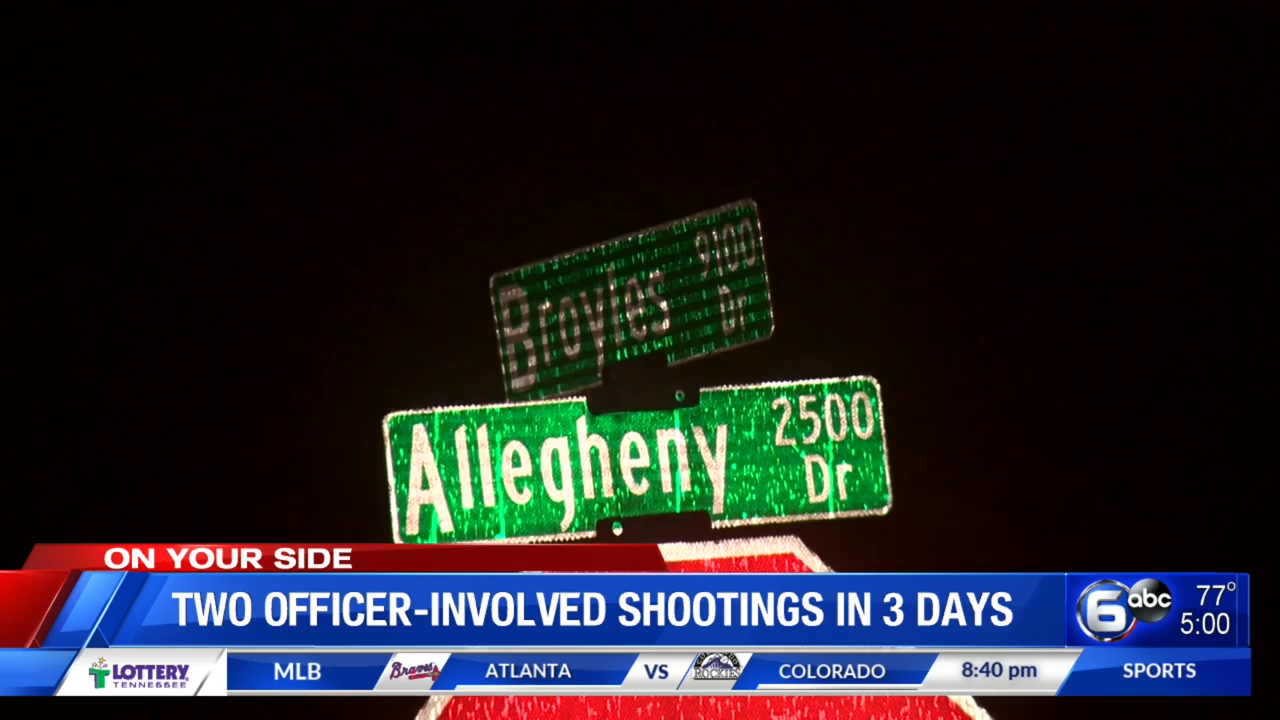 9100
Broyles Dr
2500
Allegheny Dr
ON YOUR SIDE
TWO OFFICER-INVOLVED SHOOTINGS IN 3 DAYS
6 abc
77°
5:00
LOTTERY
TENNESSEE
MLB Braves ATLANTA VS ROCKIES COLORADO 8:40 pm SPORTS